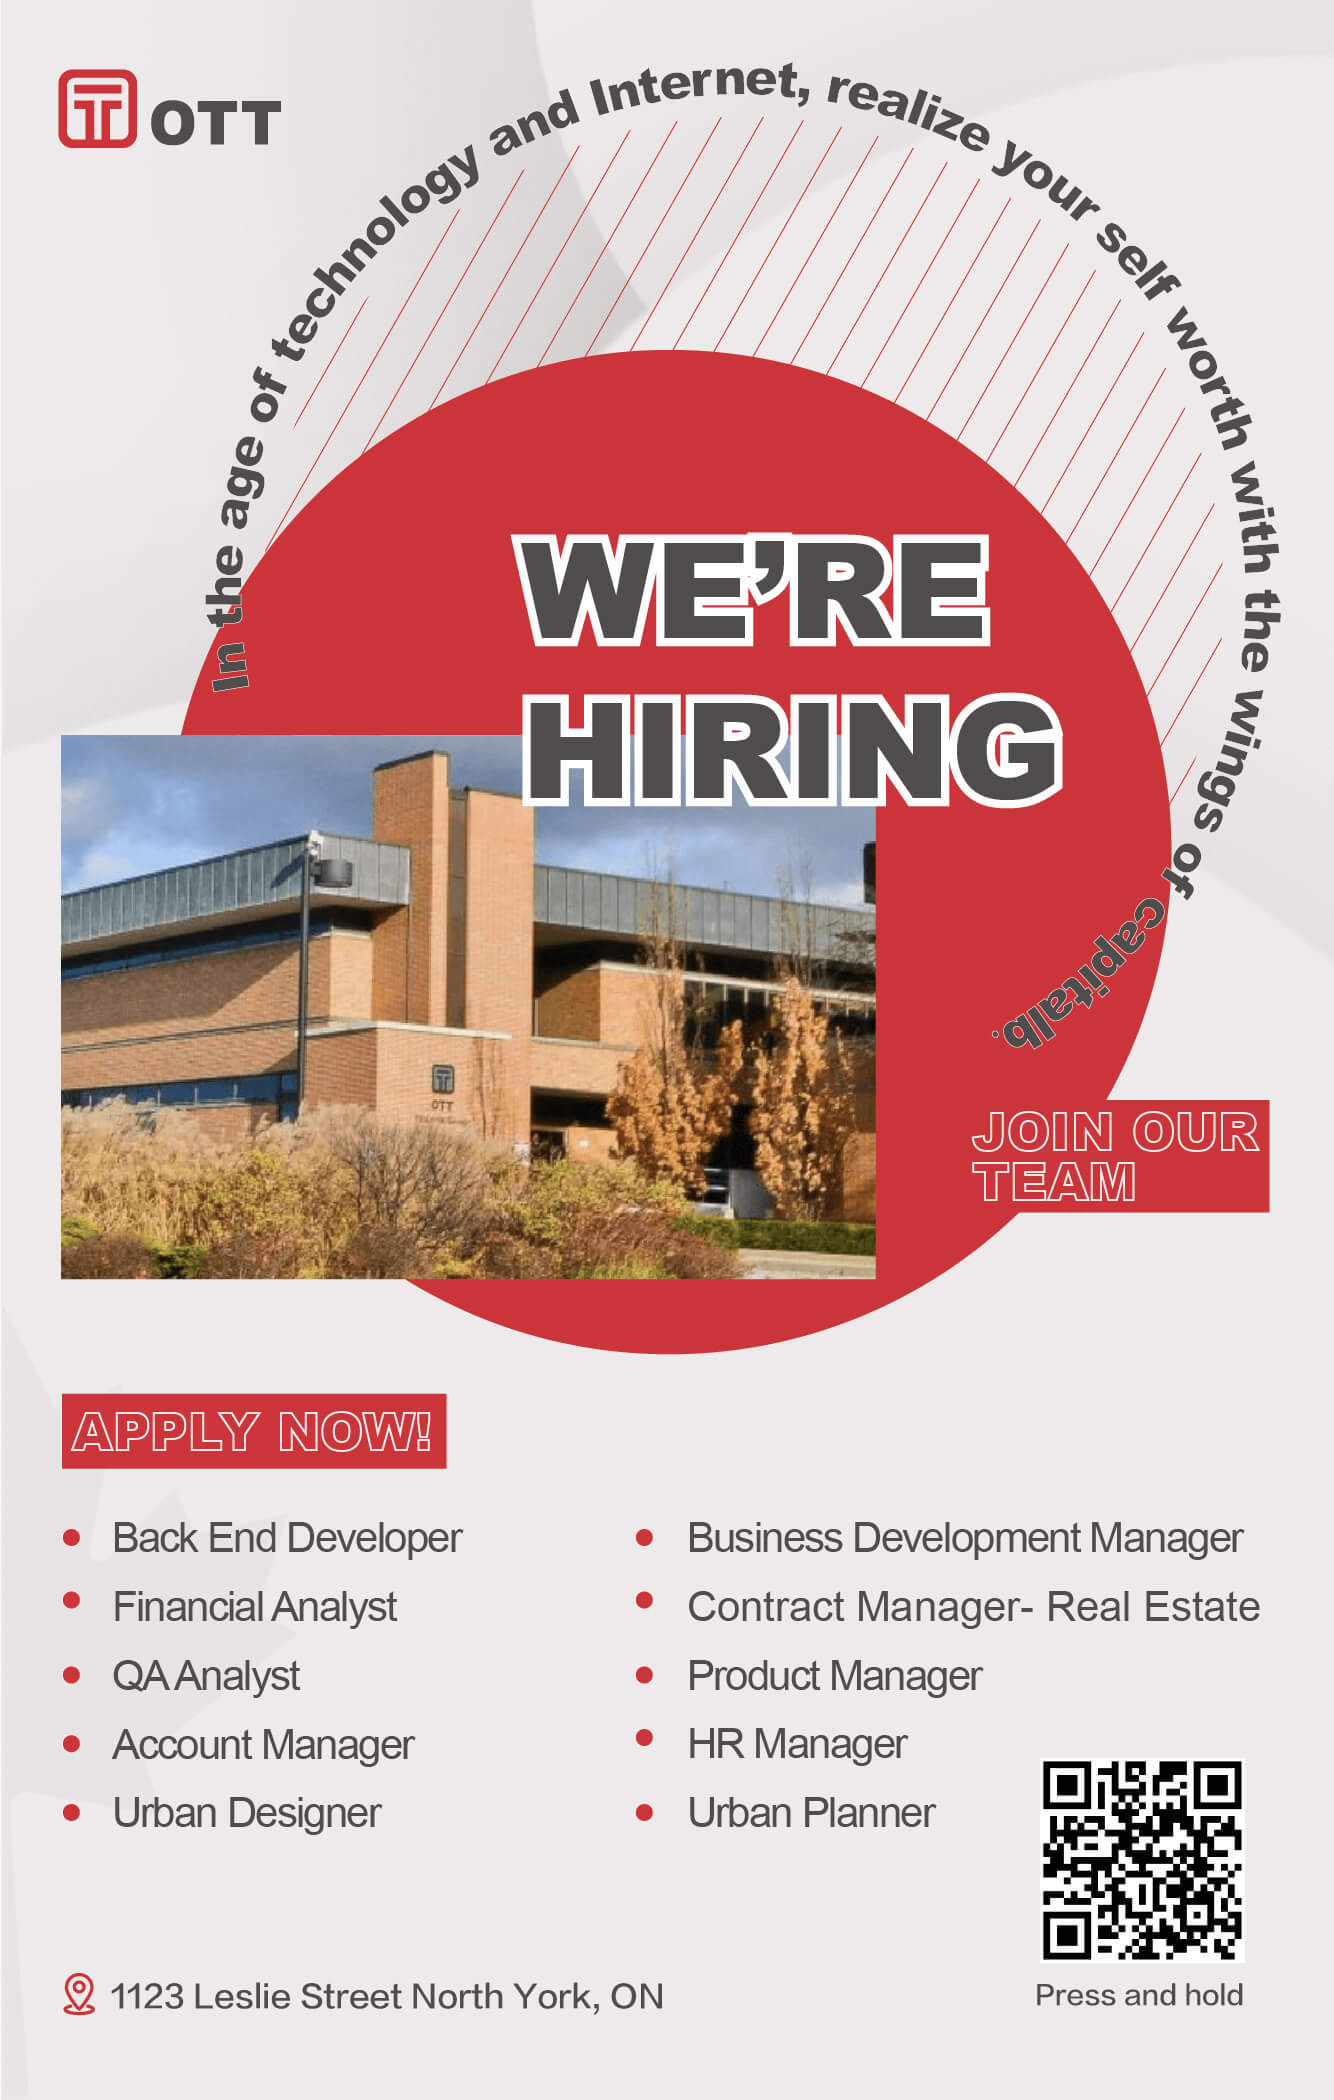 OTT
In the age of technology and Internet, realize your self worth with the wings of capitalb.
WE'RE
HIRING
OTT
JOIN OUR
TEAM
APPLY NOW!
Back End Developer
Financial Analyst
QA Analyst
Account Manager
Urban Designer
Business Development Manager
Contract Manager- Real Estate
Product Manager
HR Manager
Urban Planner
1123 Leslie Street North York, ON
Press and hold